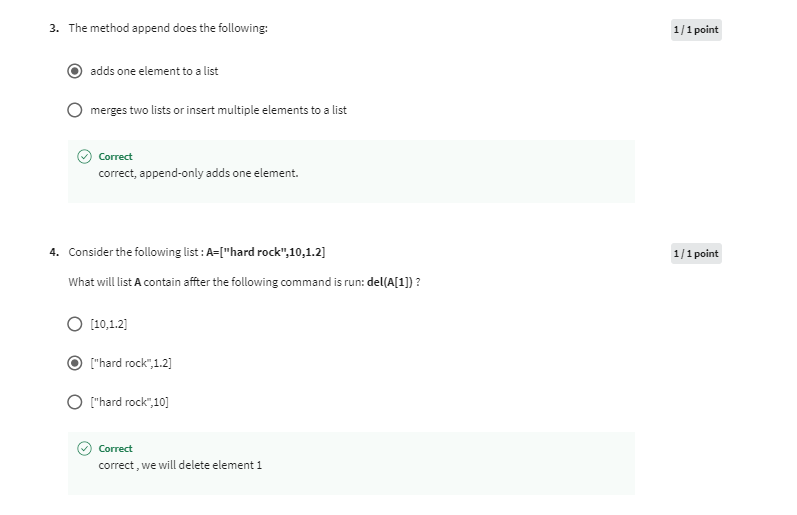 3. The method append does the following:
1 / 1 point
adds one element to a list
merges two lists or insert multiple elements to a list
Correct
correct, append-only adds one element.
4. Consider the following list : A=["hard rock",10,1.2]
1 / 1 point
What will list A contain affter the following command is run: del(A[1]) ?
[10,1.2]
["hard rock",1.2]
["hard rock",10]
Correct
correct , we will delete element 1